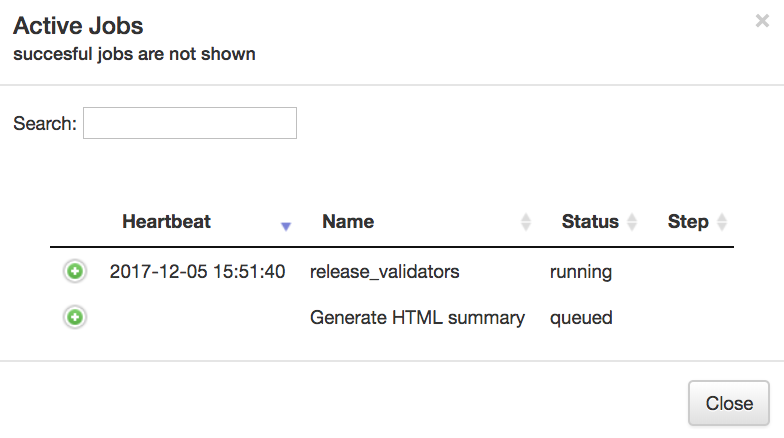 Active Jobs
succesful jobs are not shown
Search:
Heartbeat Name Status Step
2017-12-05 15:51:40 release_validators running
Generate HTML summary queued
Close